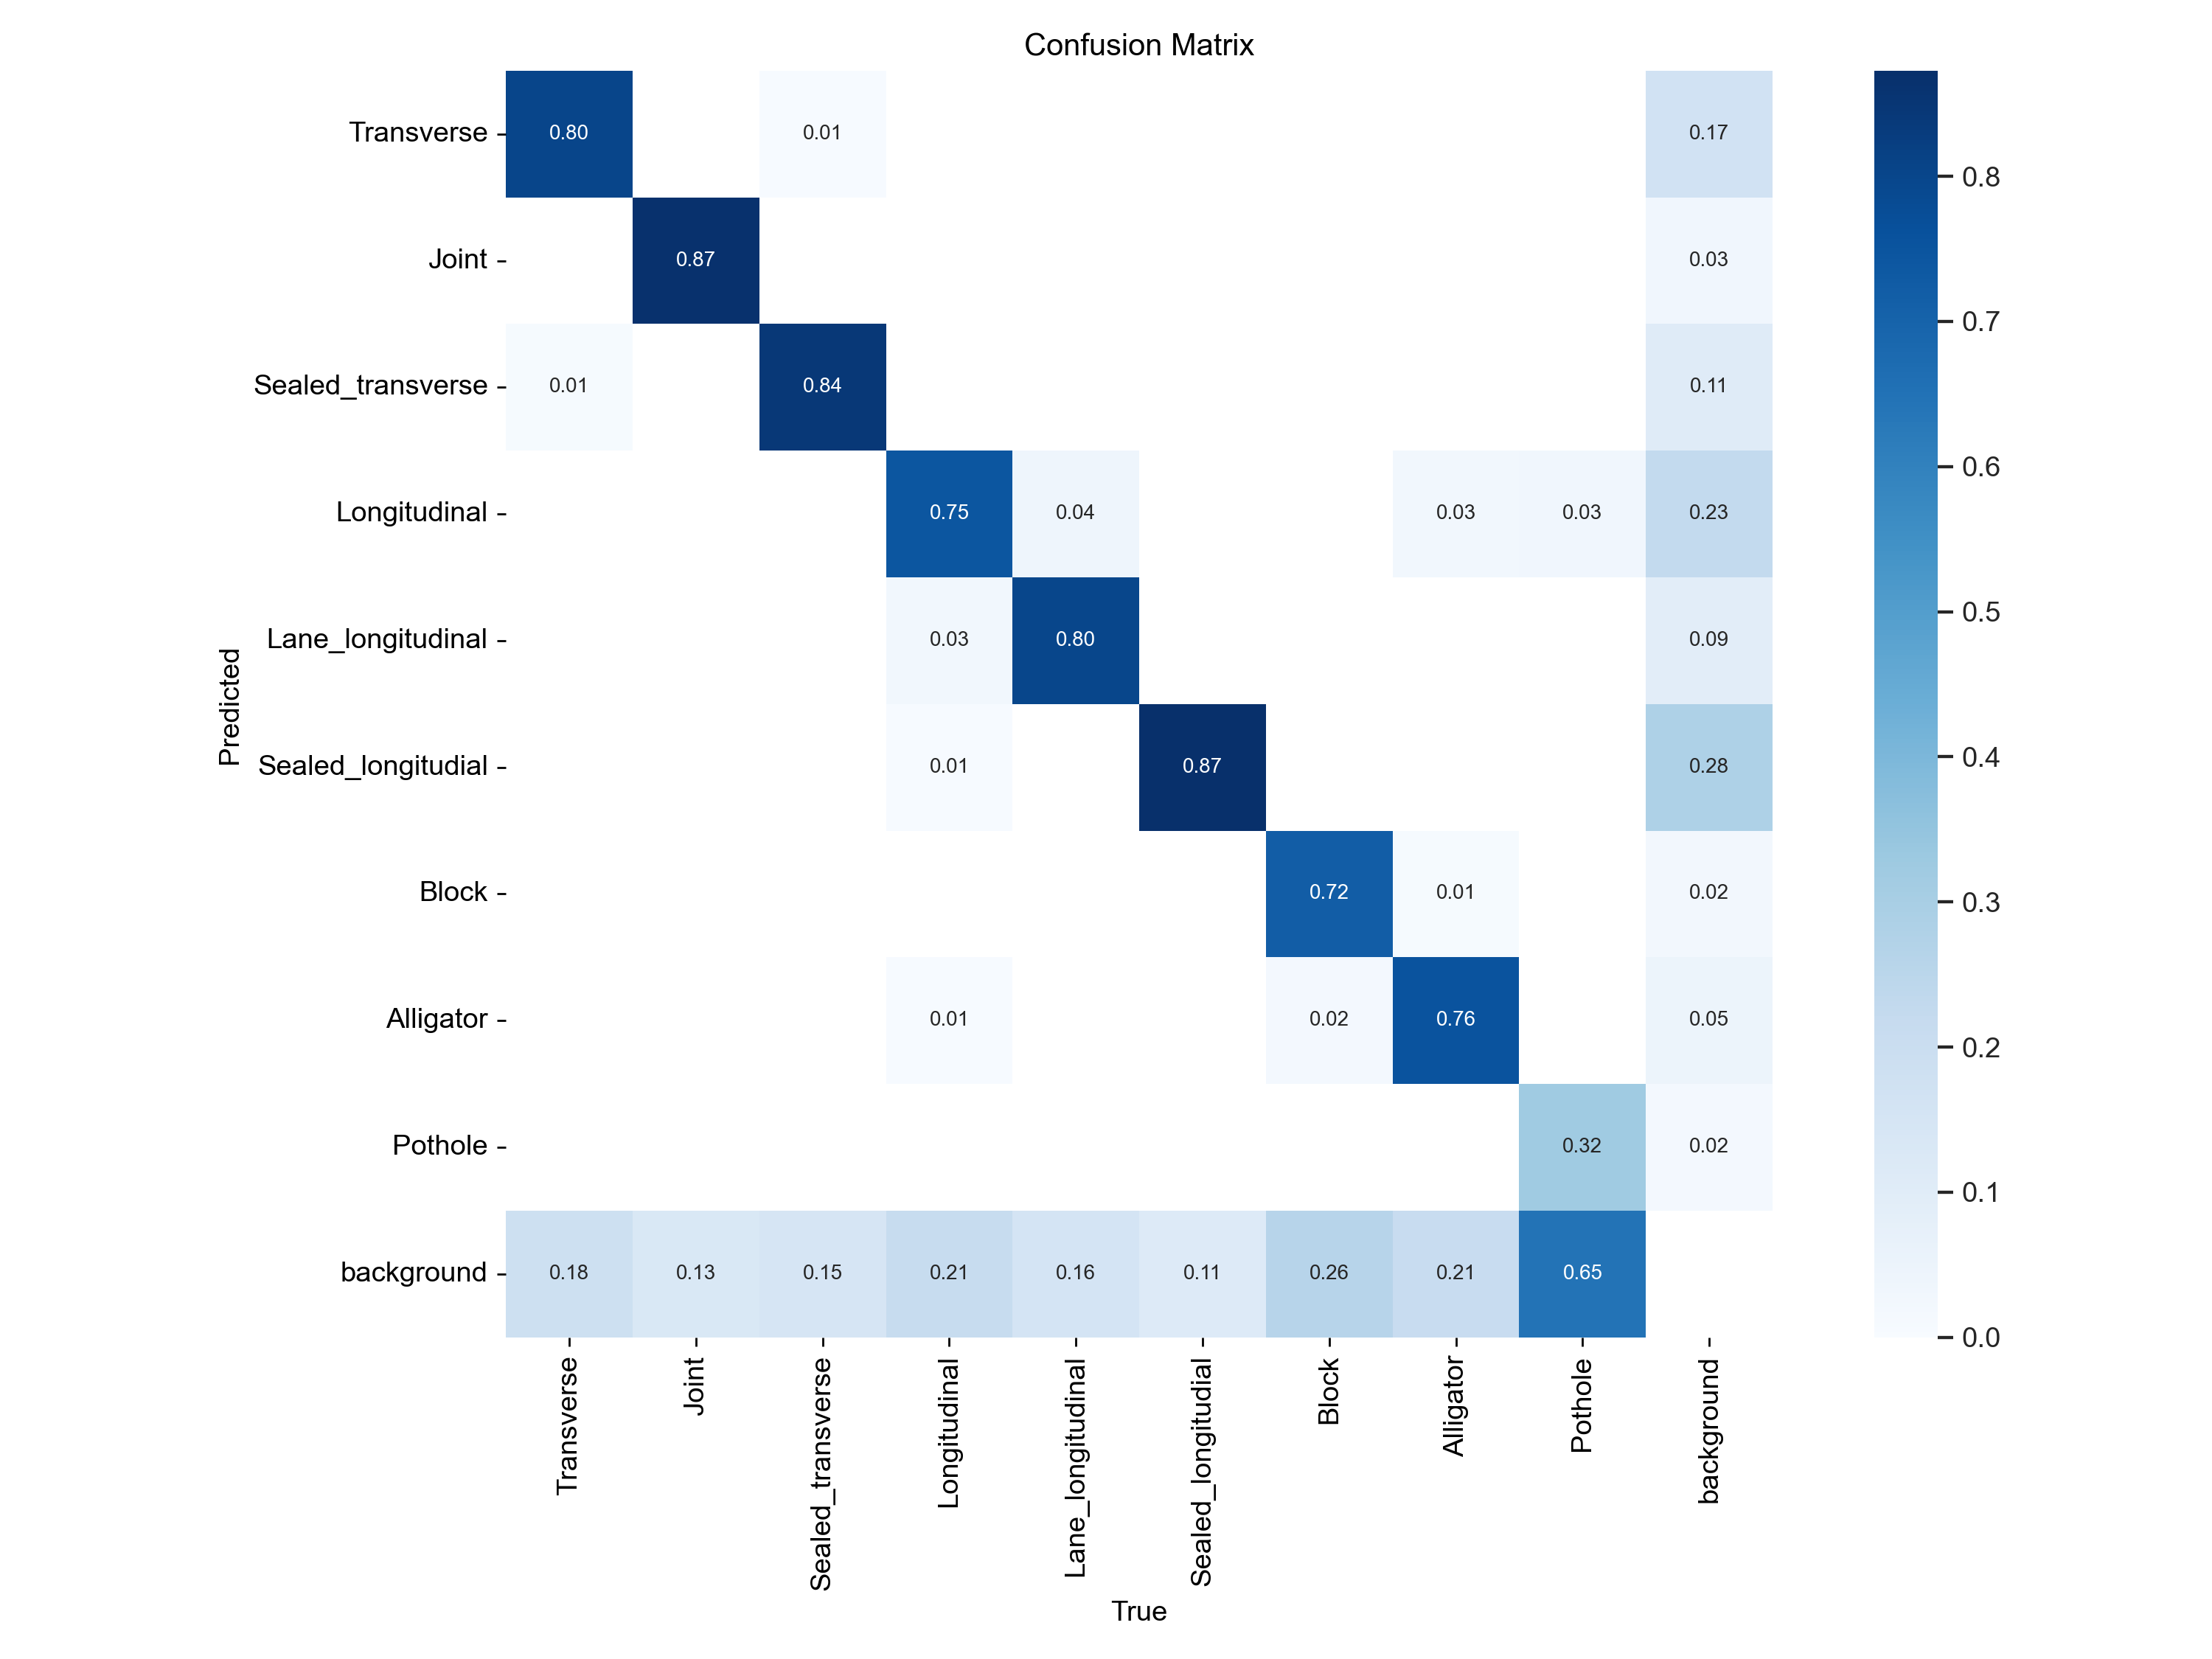 Confusion Matrix
Transverse 0.80 0.01 0.17
Joint 0.87 0.03
Sealed_transverse 0.01 0.84 0.11
Longitudinal 0.75 0.04 0.03 0.03 0.23
Lane_longitudinal 0.03 0.80 0.09
Sealed_longitudial 0.01 0.87 0.28
Block 0.72 0.01 0.02
Alligator 0.01 0.02 0.76 0.05
Pothole 0.32 0.02
background 0.18 0.13 0.15 0.21 0.16 0.11 0.26 0.21 0.65
Predicted
Transverse
Joint
Sealed_transverse
Longitudinal
Lane_longitudinal
Sealed_longitudial
Block
Alligator
Pothole
background
True
0.8
0.7
0.6
0.5
0.4
0.3
0.2
0.1
0.0